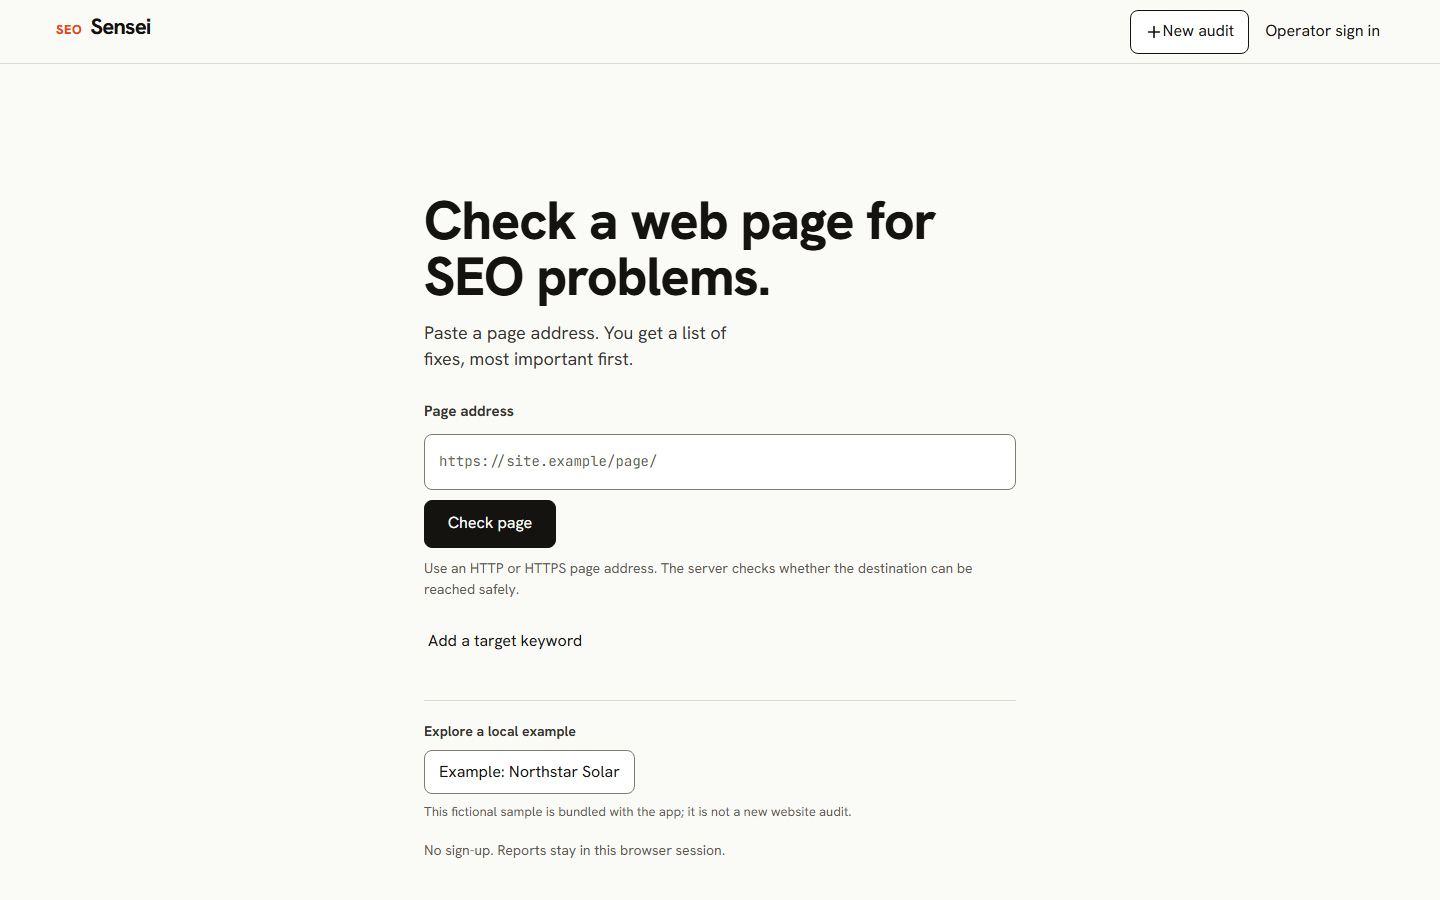 SEO Sensei
+New audit
Operator sign in
Check a web page for
SEO problems.
Paste a page address. You get a list of
fixes, most important first.
Page address
https://site.example/page/
Check page
Use an HTTP or HTTPS page address. The server checks whether the destination can be
reached safely.
Add a target keyword
Explore a local example
Example: Northstar Solar
This fictional sample is bundled with the app; it is not a new website audit.
No sign-up. Reports stay in this browser session.